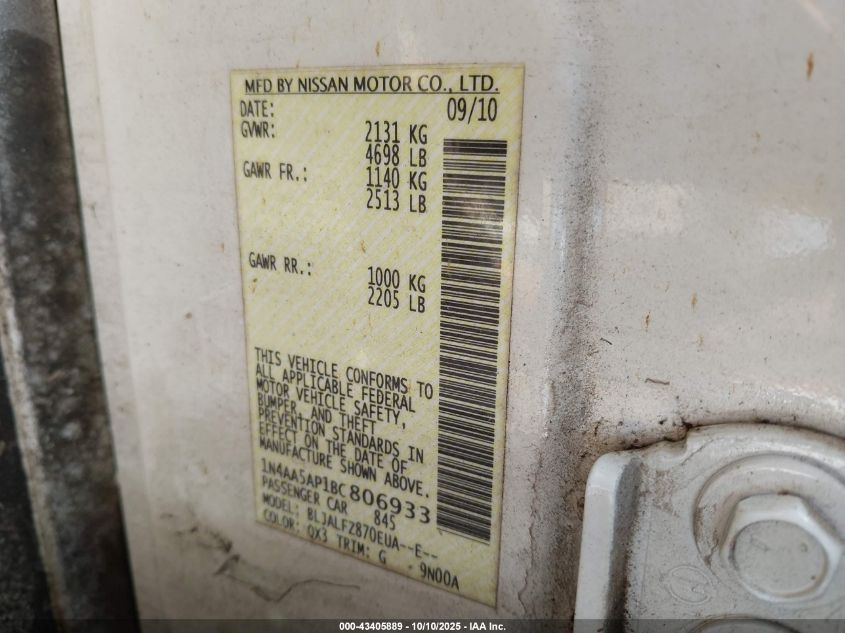 MFD BY NISSAN MOTOR CO., LTD.
DATE: 09/10
GVWR: 2131 KG
4698 LB
GAWR FR.: 1140 KG
2513 LB
GAWR RR.: 1000 KG
2205 LB
THIS VEHICLE CONFORMS TO
ALL APPLICABLE FEDERAL
MOTOR VEHICLE SAFETY,
BUMPER, AND THEFT
PREVENTION STANDARDS IN
EFFECT ON THE DATE OF
MANUFACTURE SHOWN ABOVE.
1N4AA5AP1BC806933
PASSENGER CAR 845
MODEL: BLJALFZ870EUA--E--
COLOR: QX3 TRIM: G - 9N00A
000-43405889 - 10/10/2025 - IAA Inc.